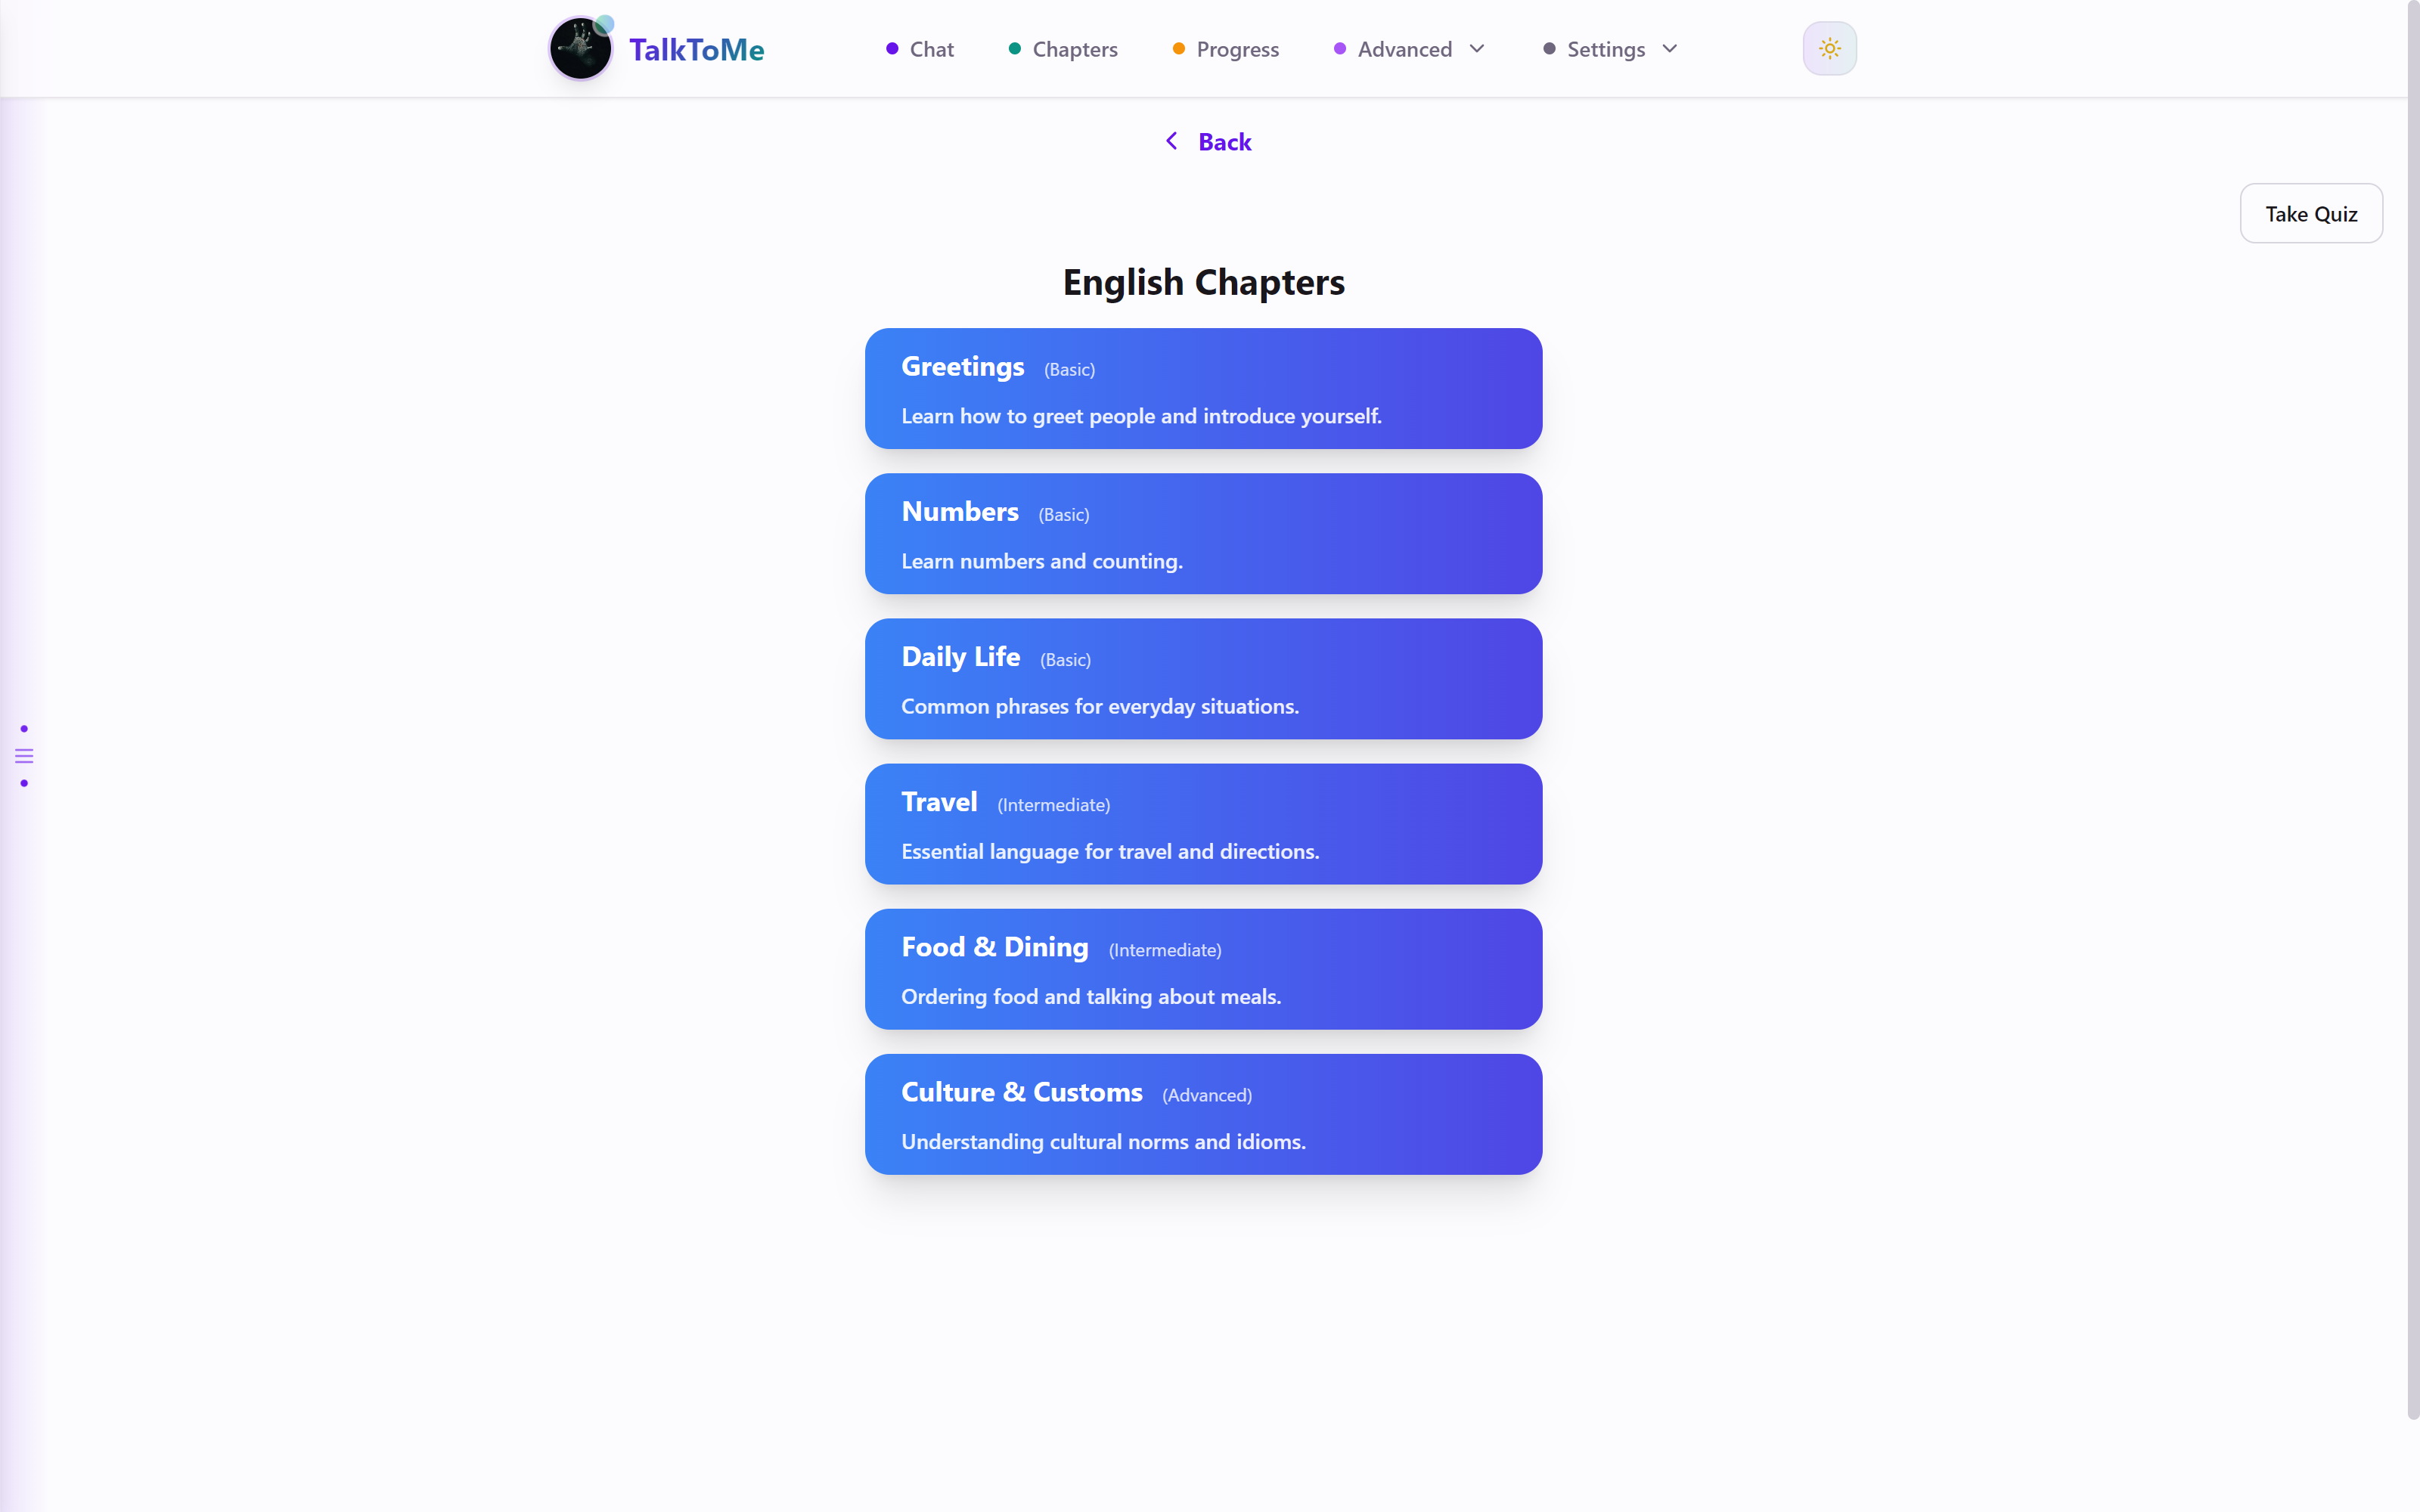 TalkToMe
Chat
Chapters
Progress
Advanced
Settings
Back
Take Quiz
English Chapters
Greetings (Basic)
Learn how to greet people and introduce yourself.
Numbers (Basic)
Learn numbers and counting.
Daily Life (Basic)
Common phrases for everyday situations.
Travel (Intermediate)
Essential language for travel and directions.
Food & Dining (Intermediate)
Ordering food and talking about meals.
Culture & Customs (Advanced)
Understanding cultural norms and idioms.